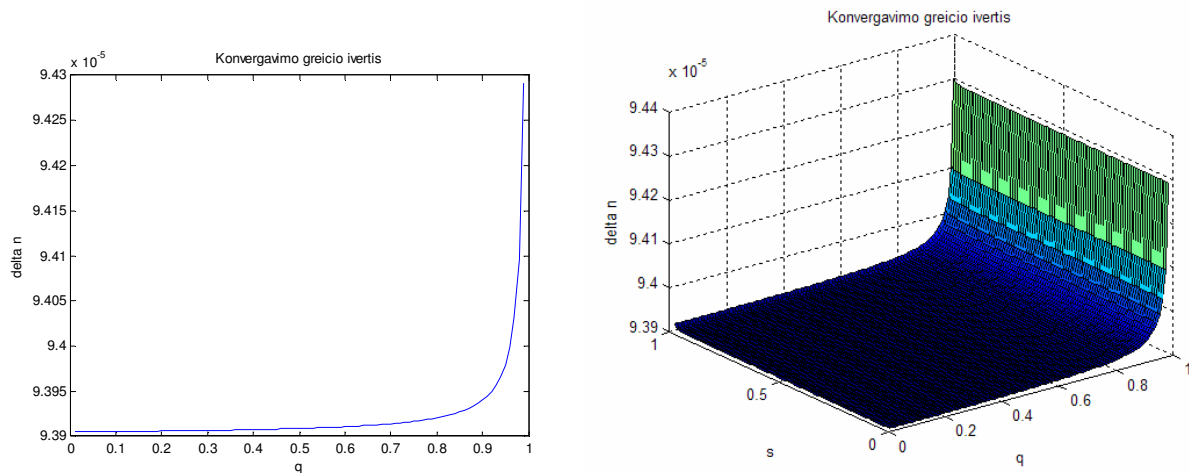 Konvergavimo greicio ivertis
x 10^-5
9.43
9.425
9.42
9.415
9.41
9.405
9.4
9.395
9.39
delta n
0 0.1 0.2 0.3 0.4 0.5 0.6 0.7 0.8 0.9 1
q
Konvergavimo greicio ivertis
x 10^-5
9.44
9.43
9.42
9.41
9.4
9.39
delta n
1
0.5
0
s
0
0.2
0.4
0.6
0.8
1
q